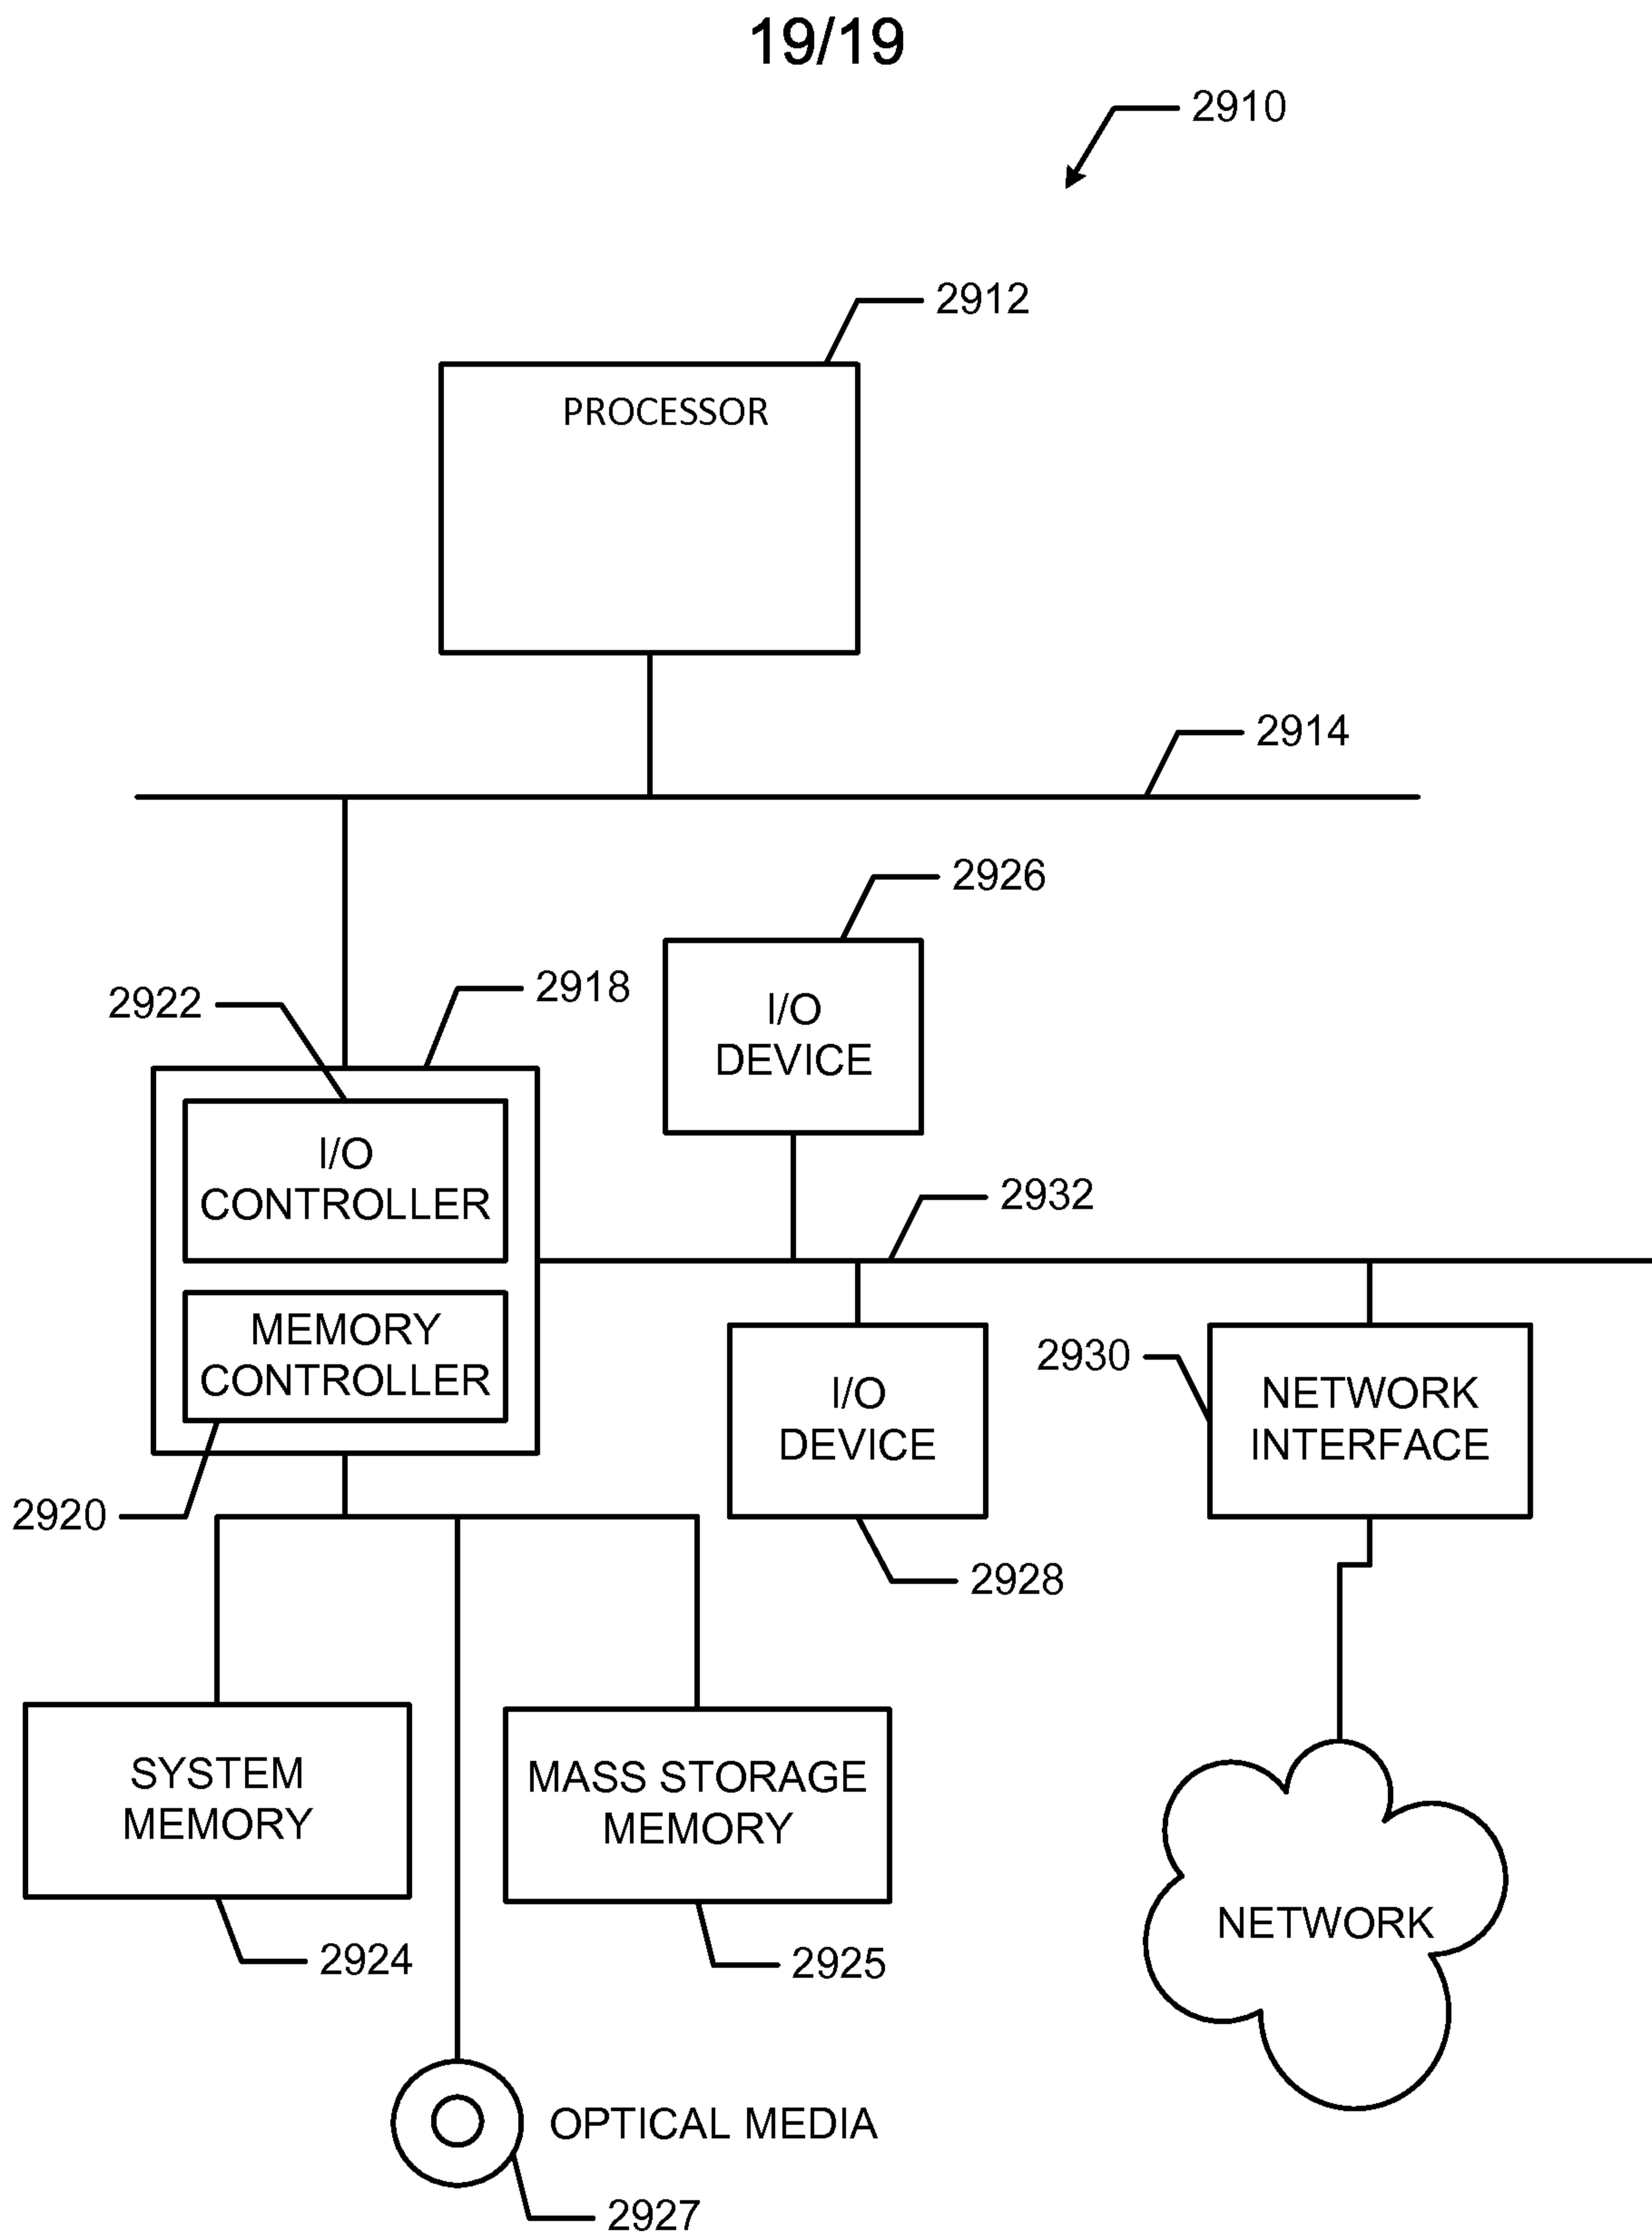 19/19
2910
2912
PROCESSOR
2914
2926
2922
2918
I/O
DEVICE
I/O
CONTROLLER
2932
MEMORY
CONTROLLER
2930
I/O
DEVICE
NETWORK
INTERFACE
2920
2928
SYSTEM
MEMORY
MASS STORAGE
MEMORY
NETWORK
2924
2925
OPTICAL MEDIA
2927